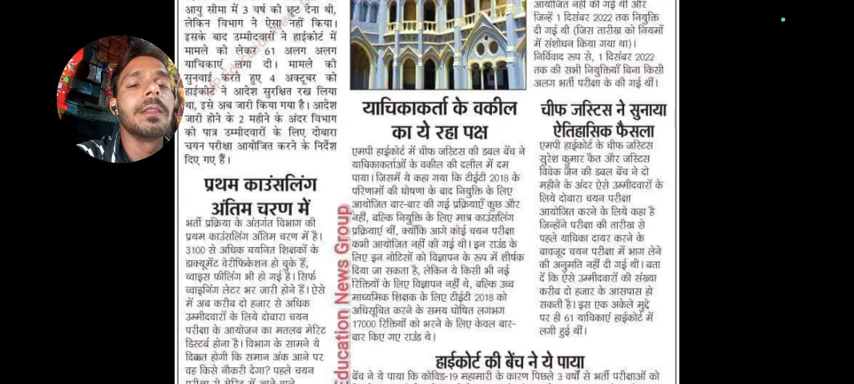 आयु सीमा में 3 वर्ष की छूट देना थी,
लेकिन विभाग ने ऐसा नहीं किया।
इसके बाद उम्मीदवारों ने हाईकोर्ट में
मामले को लेकर 61 अलग अलग
याचिकाएं लगा दी। मामले की
सुनवाई करते हुए 4 अक्टूबर को
हाईकोर्ट ने आदेश सुरक्षित रख लिया
था, इसे अब जारी किया गया है। आदेश
जारी होने के 2 महीने के अंदर विभाग
को पात्र उम्मीदवारों के लिए दोबारा
चयन परीक्षा आयोजित करने के निर्देश
दिए गए हैं।
प्रथम काउंसलिंग
अंतिम चरण में
भर्ती प्रक्रिया के अंतर्गत विभाग की
प्रथम काउंसलिंग अंतिम चरण में है।
3100 से अधिक चयनित शिक्षकों के
डाक्यूमेंट वेरीफिकेशन हो चुके हैं,
च्वाइस फीलिंग भी हो गई है। सिर्फ
ज्वाइनिंग लेटर भर जारी होने हैं। ऐसे
में अब करीब दो हजार से अधिक
उम्मीदवारों के लिये दोबारा चयन
परीक्षा के आयोजन का मतलब मेरिट
डिस्टर्ब होना है। विभाग के सामने ये
दिक्कत होगी कि समान अंक आने पर
वह किसे नौकरी देगा? पहले चयन
याचिकाकर्ता के वकील
का ये रहा पक्ष
एमपी हाईकोर्ट में चीफ जस्टिस की डबल बेंच ने
याचिकाकर्ताओं के वकील की दलील में दम
पाया। जिसमें ये कहा गया कि टीईटी 2018 के
परिणामों की घोषणा के बाद नियुक्ति के लिए
आयोजित बार-बार की गई प्रक्रियाएँ कुछ और
नहीं, बल्कि नियुक्ति के लिए मात्र काउंसलिंग
प्रक्रियाएँ थीं, क्योंकि आगे कोई चयन परीक्षा
कभी आयोजित नहीं की गई थी। इन राउंड के
लिए इन नोटिसों को विज्ञापन के रूप में शीर्षक
दिया जा सकता है, लेकिन ये किसी भी नई
रिक्तियों के लिए विज्ञापन नहीं थे, बल्कि उच्च
माध्यमिक शिक्षक के लिए टीईटी 2018 को
अधिसूचित करने के समय घोषित लगभग
17000 रिक्तियों को भरने के लिए केवल बार-
बार किए गए राउंड थे।
आयोजित नहीं की गई थी और
जिन्हें 1 दिसंबर 2022 तक नियुक्ति
दी गई थी (जिस तारीख को नियमों
में संशोधन किया गया था)।
निर्विवाद रूप से, 1 दिसंबर 2022
तक की सभी नियुक्तियाँ बिना किसी
अलग भर्ती परीक्षा के की गई थीं।
चीफ जस्टिस ने सुनाया
ऐतिहासिक फैसला
एमपी हाईकोर्ट के चीफ जस्टिस
सुरेश कुमार कैत और जस्टिस
विवेक जैन की डबल बेंच ने दो
महीने के अंदर ऐसे उम्मीदवारों के
लिये दोबारा चयन परीक्षा
आयोजित करने के लिये कहा है
जिन्होंने परीक्षा की तारीख से
पहले याचिका दायर करने के
बावजूद चयन परीक्षा में भाग लेने
की अनुमति नहीं दी गई थी। बता
दें कि ऐसे उम्मीदवारों की संख्या
करीब दो हजार के आसपास हो
सकती है। इस एक अकेले मुद्दे
पर ही 61 याचिकाएं हाईकोर्ट में
लगी हुई थीं।
Education News Group
हाईकोर्ट की बेंच ने ये पाया
बेंच ने ये पाया कि कोविड-19 महामारी के कारण पिछले 3 वर्षों से भर्ती परीक्षाओं को